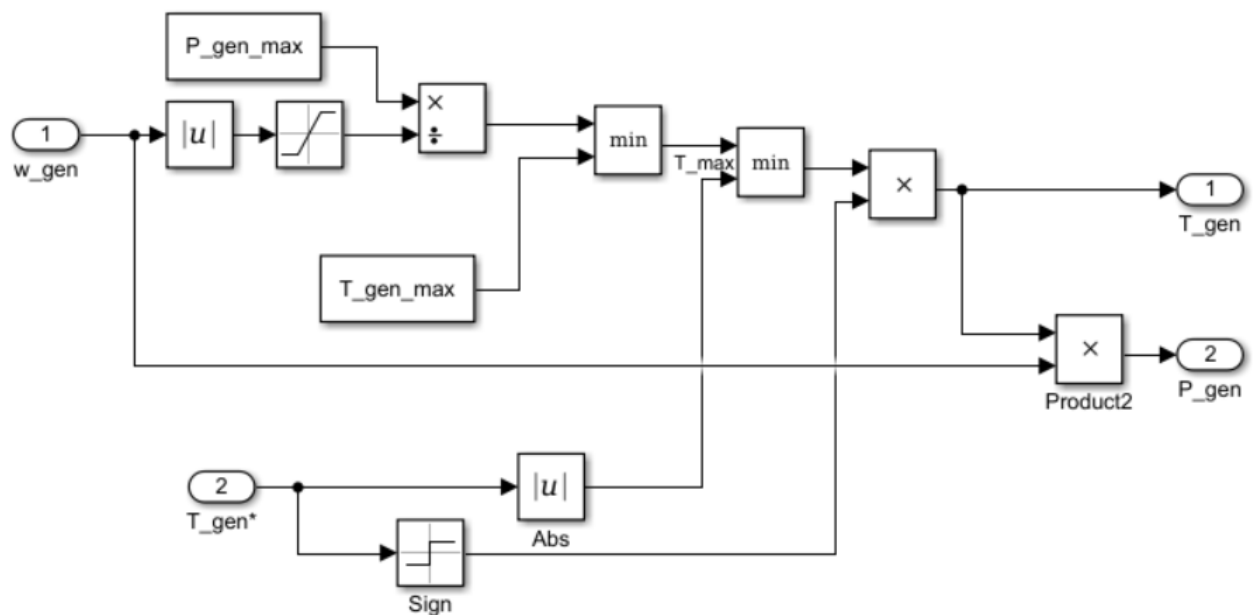 P_gen_max
1
w_gen
|u|
×
÷
min
T_max
min
×
1
T_gen
T_gen_max
×
Product2
2
P_gen
2
T_gen*
|u|
Abs
Sign